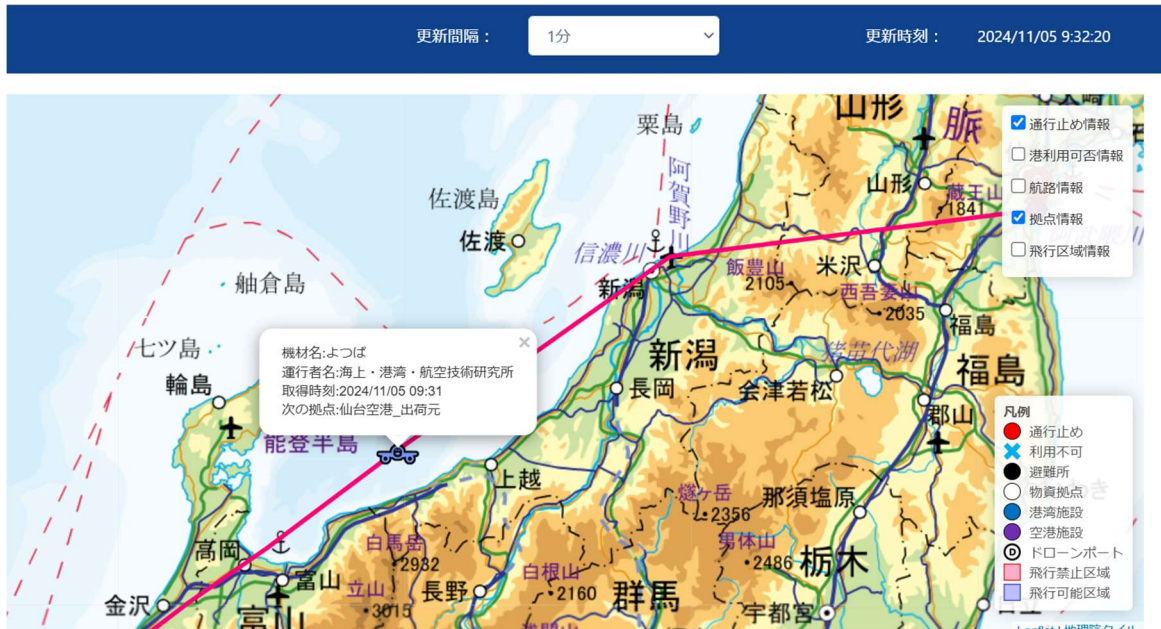 更新間隔： 1分 更新時刻： 2024/11/05 9:32:20
通行止め情報
港利用可否情報
航路情報
拠点情報
飛行区域情報
山形
脈
粟島
阿賀野川
山形
蔵王山
1841
佐渡島
佐渡
信濃川
新潟
飯豊山
2105
米沢
西吾妻山
2035
福島
舳倉島
七ツ島
輪島
能登半島
機材名:よつば
運行者名:海上・港湾・航空技術研究所
取得時刻:2024/11/05 09:31
次の拠点:仙台空港_出荷元
新潟
長岡
猪苗代湖
会津若松
福島
郡山
上越
燧ヶ岳
2356
那須塩原
高岡
富山
白馬岳
2932
立山
3015
長野
白根山
2160
群馬
男体山
2486
栃木
宇都宮
金沢
富山
凡例
通行止め
利用不可
避難所
物資拠点
港湾施設
空港施設
ドローンポート
飛行禁止区域
飛行可能区域